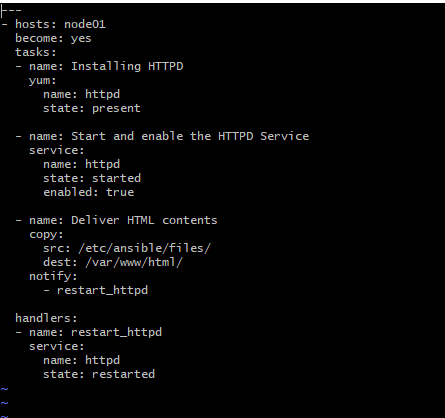 ---
- hosts: node01
  become: yes
  tasks:
  - name: Installing HTTPD
    yum:
      name: httpd
      state: present

  - name: Start and enable the HTTPD Service
    service:
      name: httpd
      state: started
      enabled: true

  - name: Deliver HTML contents
    copy:
      src: /etc/ansible/files/
      dest: /var/www/html/
    notify:
      - restart_httpd

  handlers:
  - name: restart_httpd
    service:
      name: httpd
      state: restarted
~
~
~